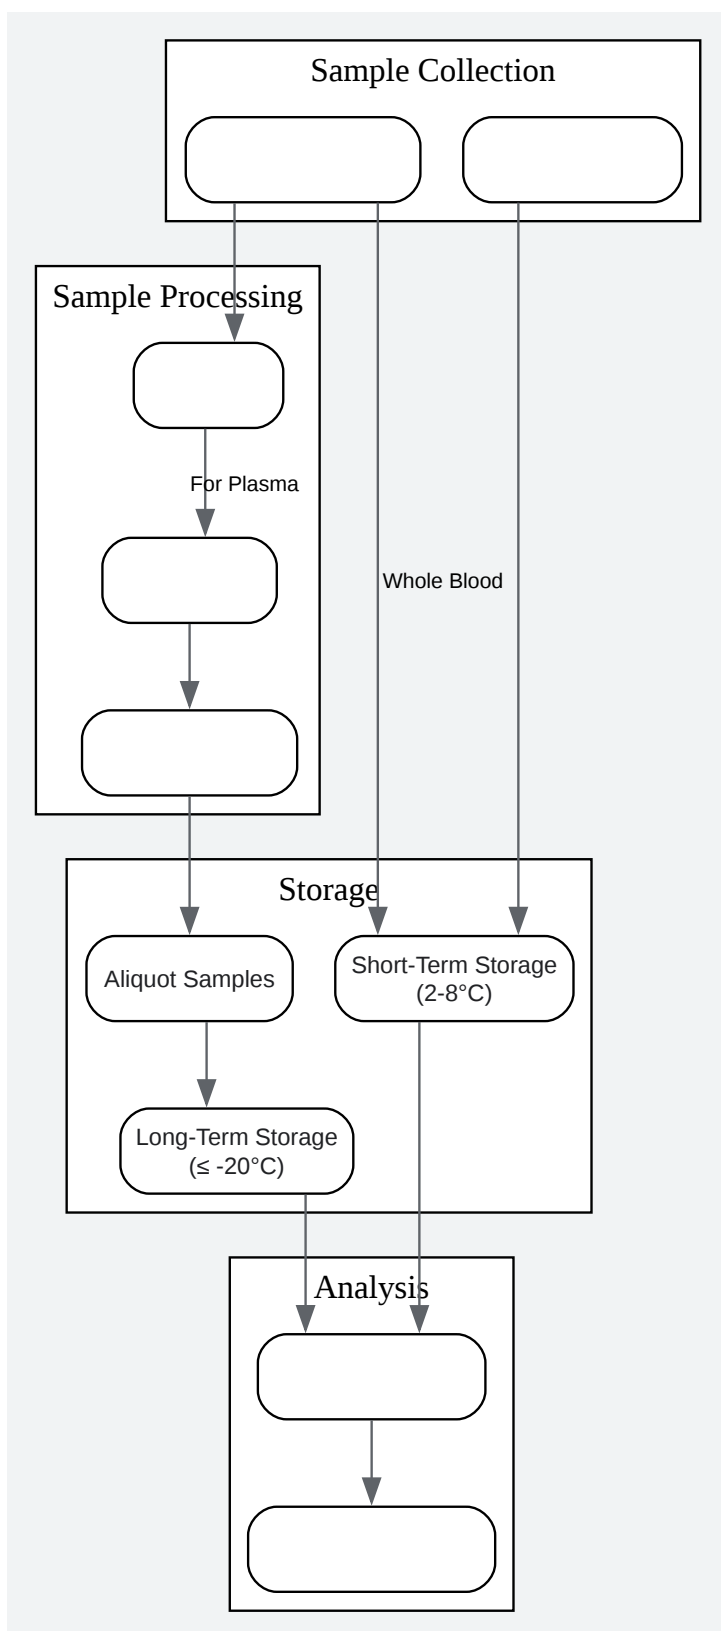 Sample Collection
Sample Processing
For Plasma
Whole Blood
Storage
Aliquot Samples
Short-Term Storage
(2-8°C)
Long-Term Storage
(≤ -20°C)
Analysis